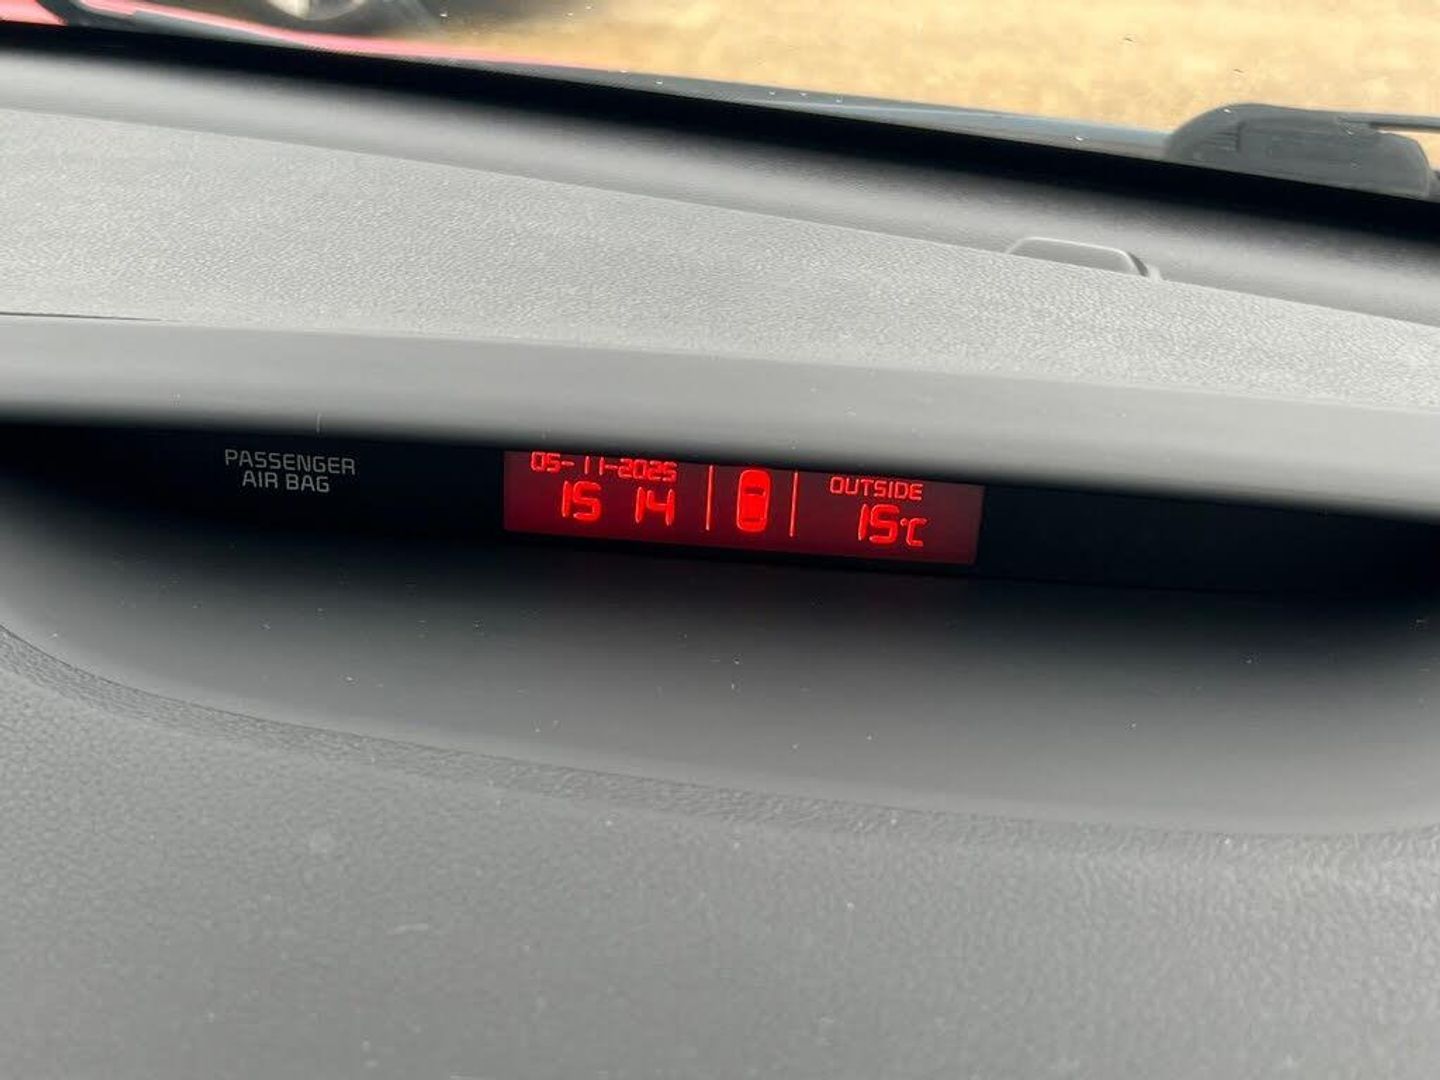 PASSENGER
AIR BAG
05-11-2025
15 14
OUTSIDE
15℃